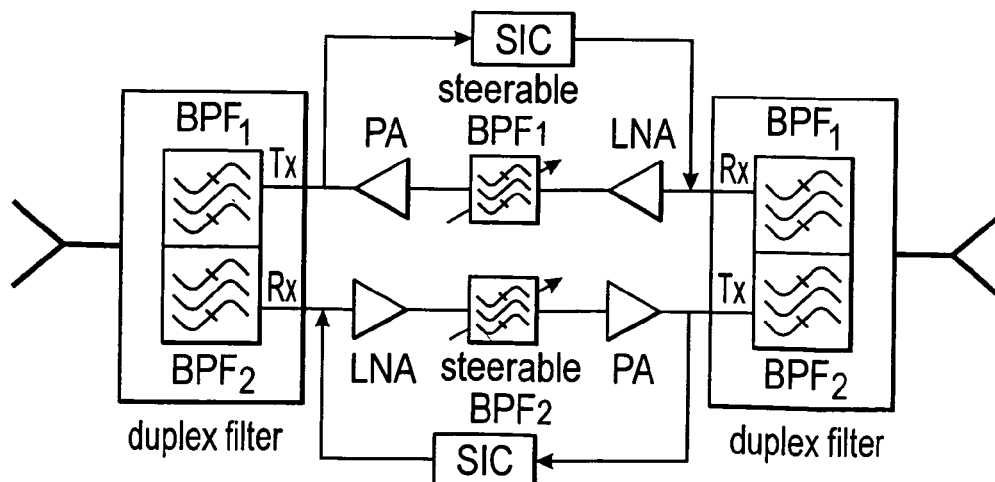 SIC
steerable
BPF1
PA
LNA
BPF₁
Tx
Rx
BPF₁
Rx
Tx
BPF₂
LNA
steerable
BPF2
PA
BPF₂
duplex filter
SIC
duplex filter